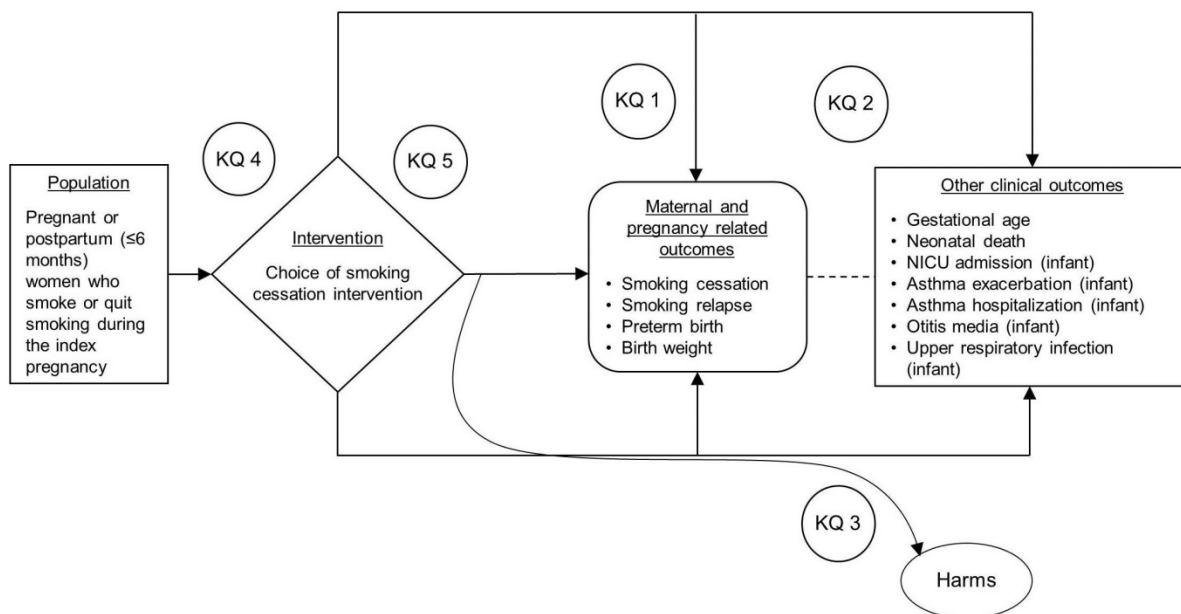 KQ 1
KQ 2
KQ 4
KQ 5
Population
Pregnant or
postpartum (≤6
months)
women who
smoke or quit
smoking during
the index
pregnancy
Intervention
Choice of smoking
cessation intervention
Maternal and
pregnancy related
outcomes
• Smoking cessation
• Smoking relapse
• Preterm birth
• Birth weight
Other clinical outcomes
• Gestational age
• Neonatal death
• NICU admission (infant)
• Asthma exacerbation (infant)
• Asthma hospitalization (infant)
• Otitis media (infant)
• Upper respiratory infection
(infant)
KQ 3
Harms